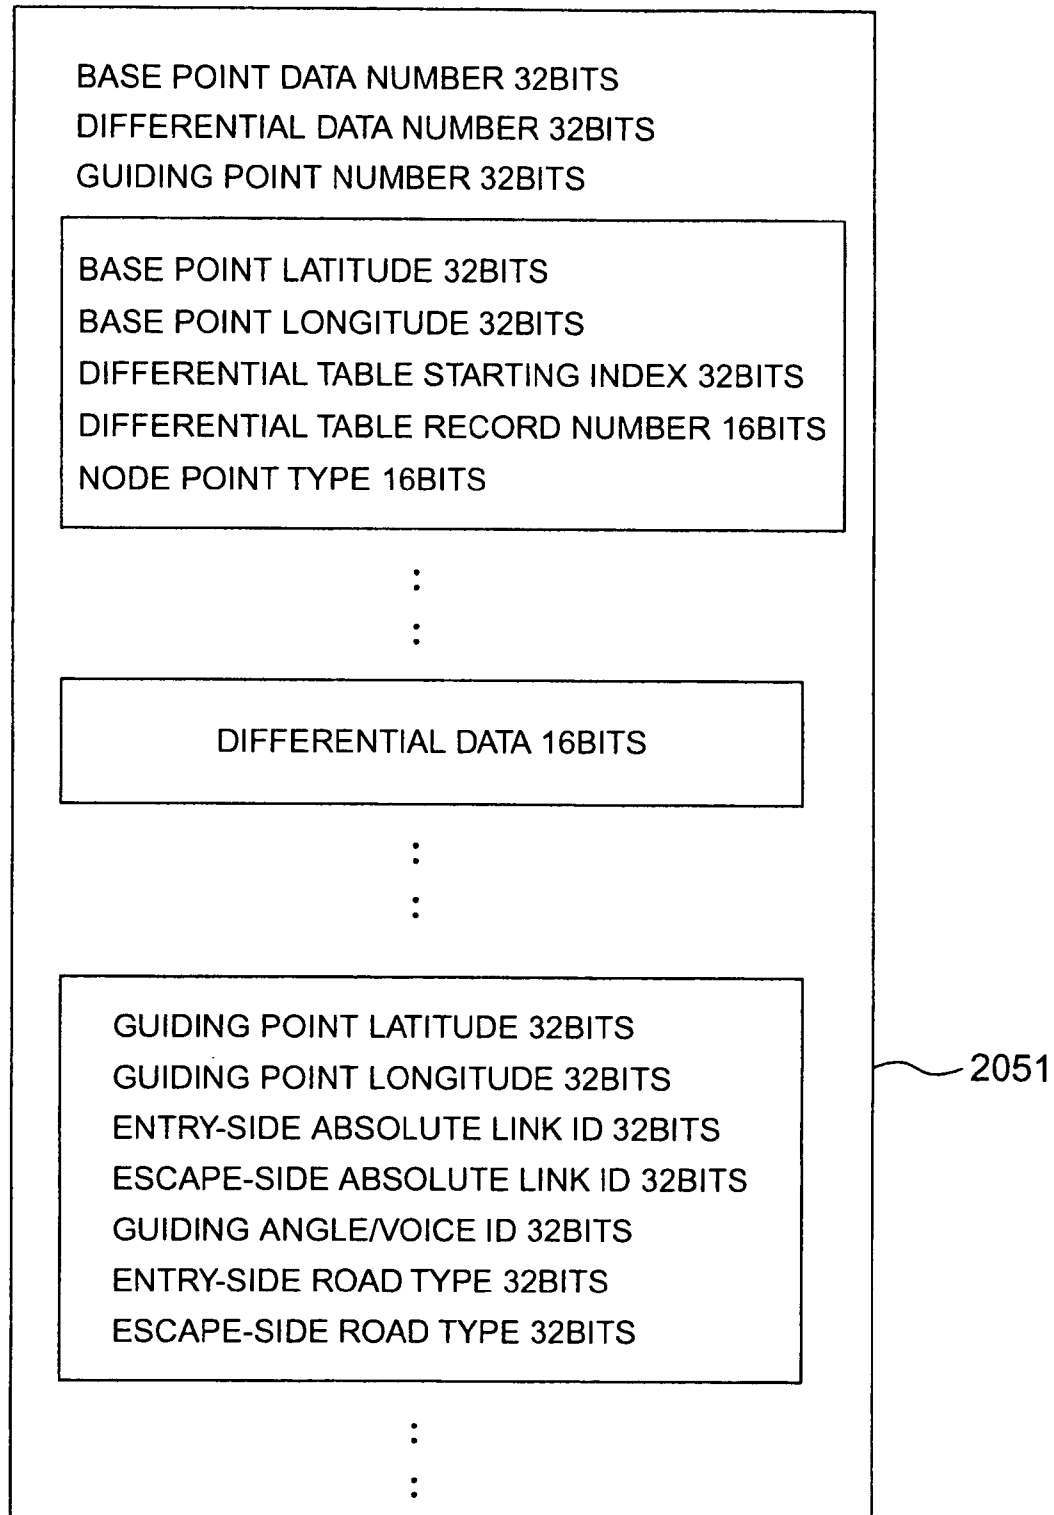 BASE POINT DATA NUMBER 32BITS
DIFFERENTIAL DATA NUMBER 32BITS
GUIDING POINT NUMBER 32BITS
BASE POINT LATITUDE 32BITS
BASE POINT LONGITUDE 32BITS
DIFFERENTIAL TABLE STARTING INDEX 32BITS
DIFFERENTIAL TABLE RECORD NUMBER 16BITS
NODE POINT TYPE 16BITS
DIFFERENTIAL DATA 16BITS
GUIDING POINT LATITUDE 32BITS
GUIDING POINT LONGITUDE 32BITS
ENTRY-SIDE ABSOLUTE LINK ID 32BITS
ESCAPE-SIDE ABSOLUTE LINK ID 32BITS
GUIDING ANGLE/VOICE ID 32BITS
ENTRY-SIDE ROAD TYPE 32BITS
ESCAPE-SIDE ROAD TYPE 32BITS
2051